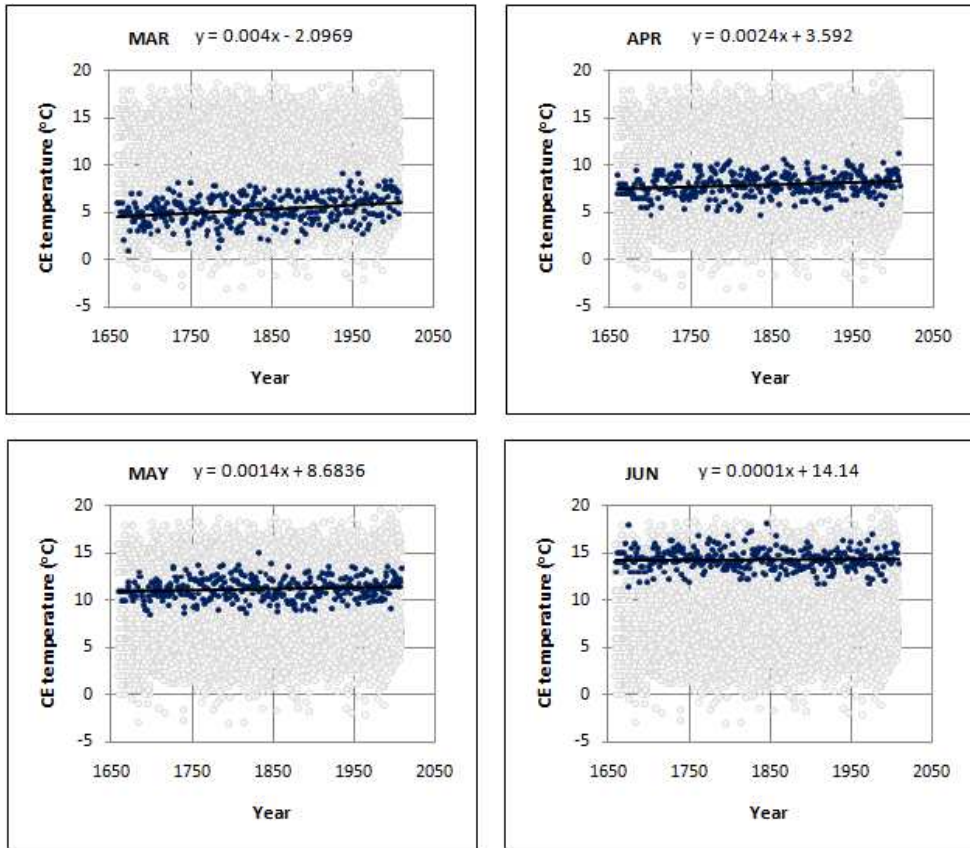 MAR y = 0.004x - 2.0969
20
15
10
5
0
-5
CE temperature (°C)
1650 1750 1850 1950 2050
Year
APR y = 0.0024x + 3.592
20
15
10
5
0
-5
CE temperature (°C)
1650 1750 1850 1950 2050
Year
MAY y = 0.0014x + 8.6836
20
15
10
5
0
-5
CE temperature (°C)
1650 1750 1850 1950 2050
Year
JUN y = 0.0001x + 14.14
20
15
10
5
0
-5
CE temperature (°C)
1650 1750 1850 1950 2050
Year